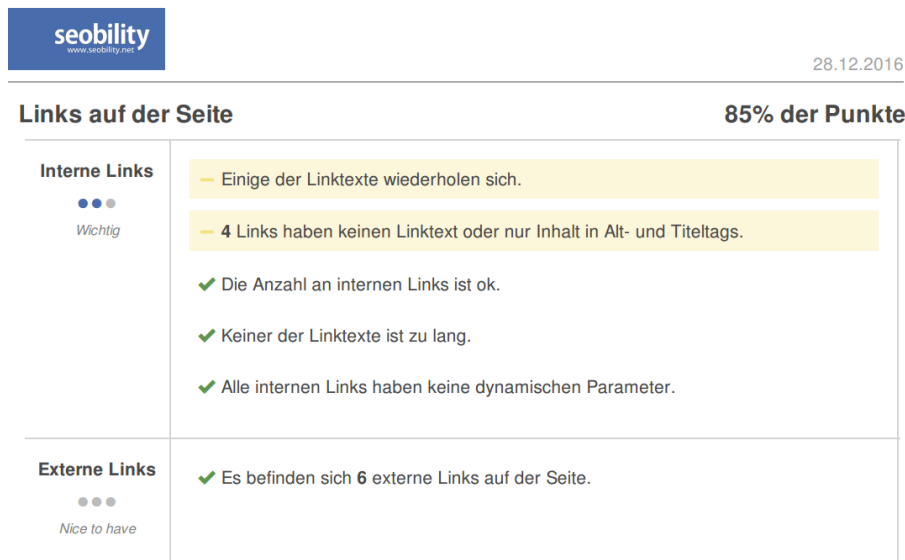 seobility
www.seobility.net
28.12.2016
Links auf der Seite
85% der Punkte
Interne Links
Wichtig
Einige der Linktexte wiederholen sich.
4 Links haben keinen Linktext oder nur Inhalt in Alt- und Titeltags.
Die Anzahl an internen Links ist ok.
Keiner der Linktexte ist zu lang.
Alle internen Links haben keine dynamischen Parameter.
Externe Links
Nice to have
Es befinden sich 6 externe Links auf der Seite.